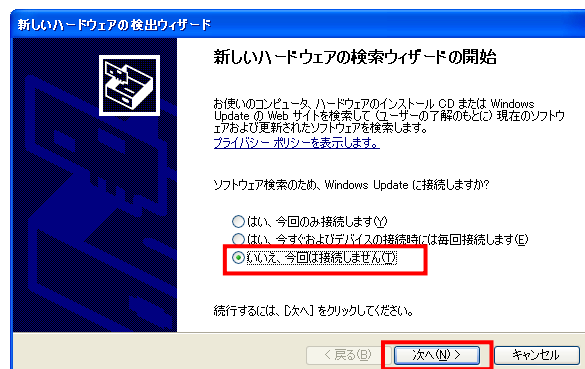 新しいハードウェアの検出ウィザード
新しいハードウェアの検索ウィザードの開始
お使いのコンピュータ、ハードウェアのインストール CD または Windows
Update の Web サイトを検索して (ユーザーの了解のもとに) 現在のソフトウ
ェアおよび更新されたソフトウェアを検索します。
プライバシー ポリシーを表示します。
ソフトウェア検索のため、Windows Update に接続しますか?
はい、今回のみ接続します(Y)
はい、今すぐおよびデバイスの接続時には毎回接続します(E)
いいえ、今回は接続しません(T)
続行するには、[次へ] をクリックしてください。
< 戻る(B) 次へ(N) > キャンセル